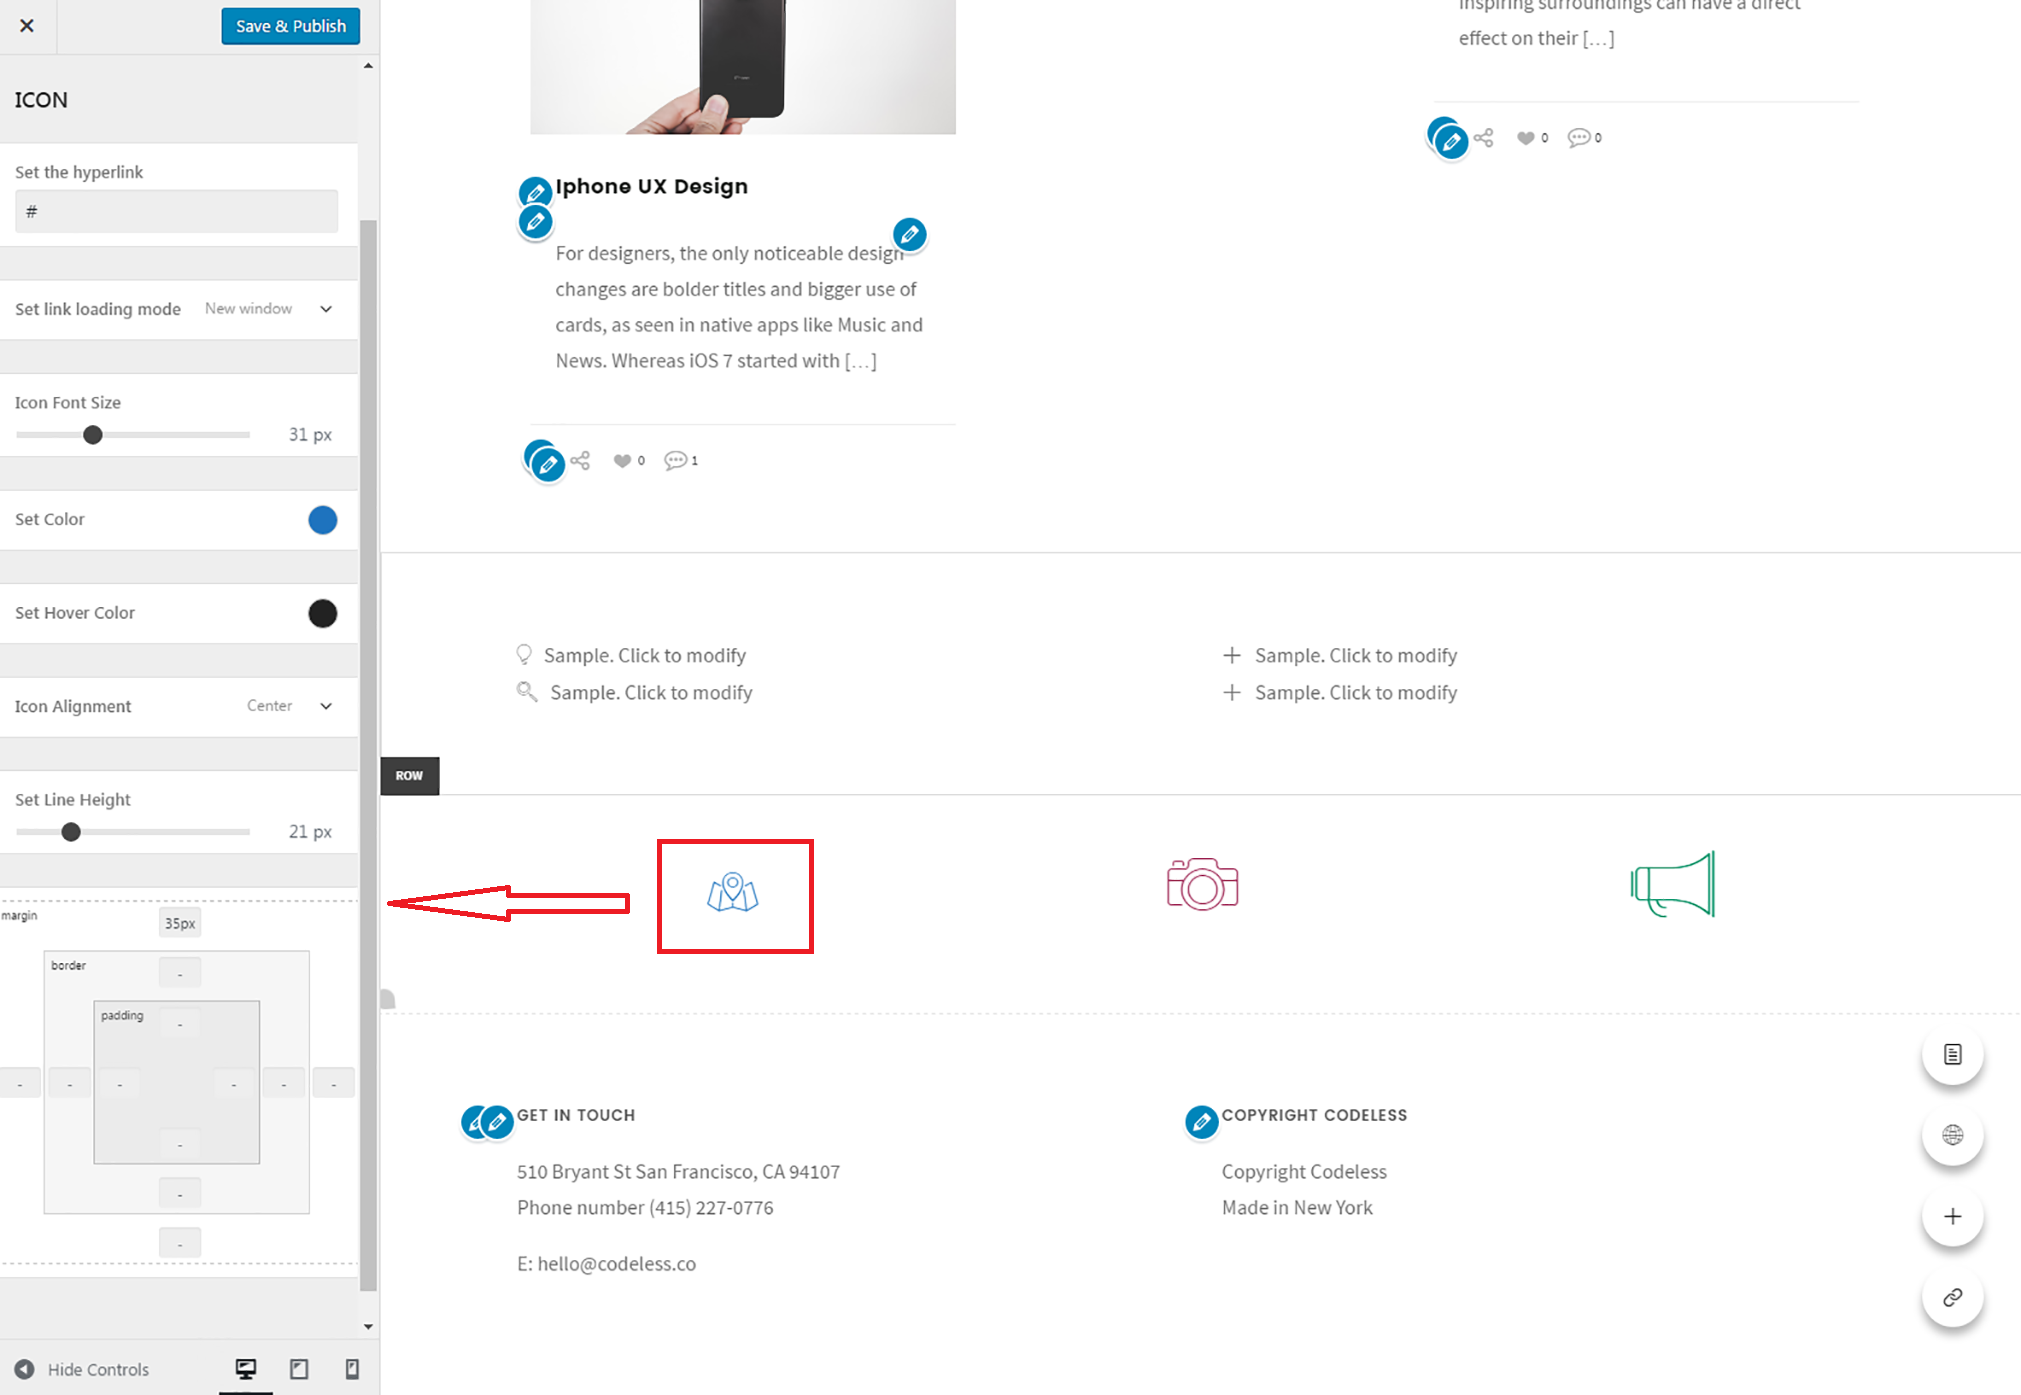 Save & Publish
ICON
Set the hyperlink
#
Set link loading mode New window
Icon Font Size
31 px
Set Color
Set Hover Color
Icon Alignment Center
Set Line Height
21 px
margin
35px
border
-
padding
-
- - - - - -
-
-
-
Hide Controls
inspiring surroundings can have a direct
effect on their [...]
0 0
Iphone UX Design
For designers, the only noticeable design
changes are bolder titles and bigger use of
cards, as seen in native apps like Music and
News. Whereas iOS 7 started with [...]
0 1
Sample. Click to modify
Sample. Click to modify
Sample. Click to modify
Sample. Click to modify
ROW
GET IN TOUCH
510 Bryant St San Francisco, CA 94107
Phone number (415) 227-0776
E: hello@codeless.co
COPYRIGHT CODELESS
Copyright Codeless
Made in New York